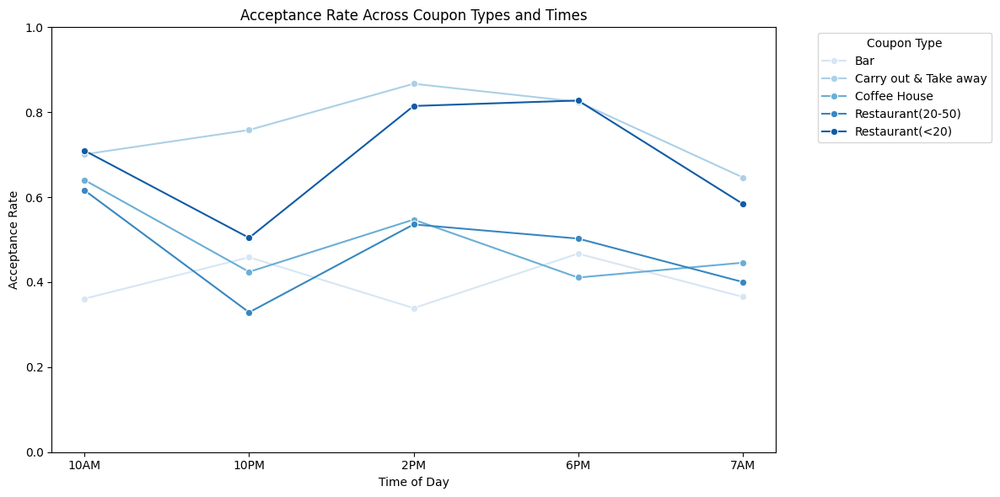 Acceptance Rate Across Coupon Types and Times
Acceptance Rate
1.0
0.8
0.6
0.4
0.2
0.0
10AM
10PM
2PM
6PM
7AM
Time of Day
Coupon Type
Bar
Carry out & Take away
Coffee House
Restaurant(20-50)
Restaurant(<20)